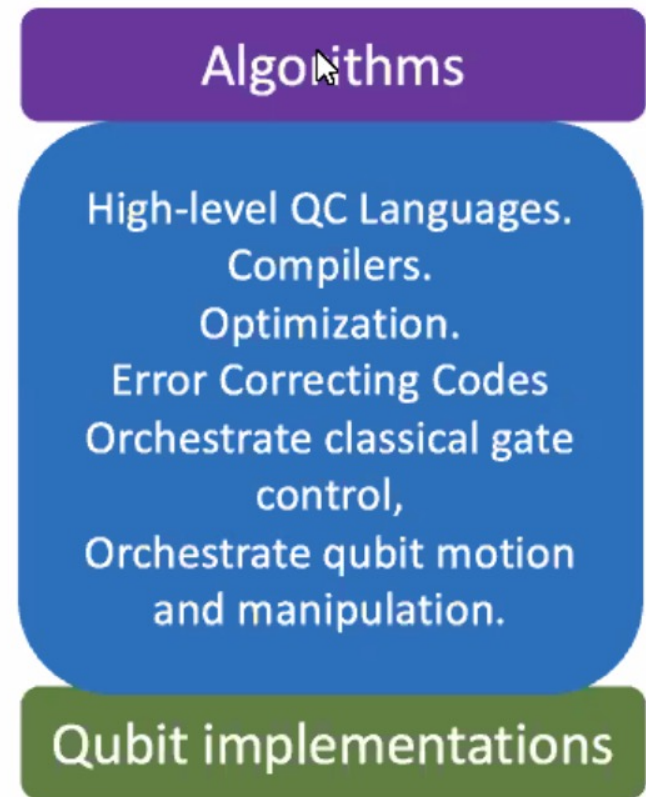 Algorithms
High-level QC Languages.
Compilers.
Optimization.
Error Correcting Codes
Orchestrate classical gate
control,
Orchestrate qubit motion
and manipulation.
Qubit implementations